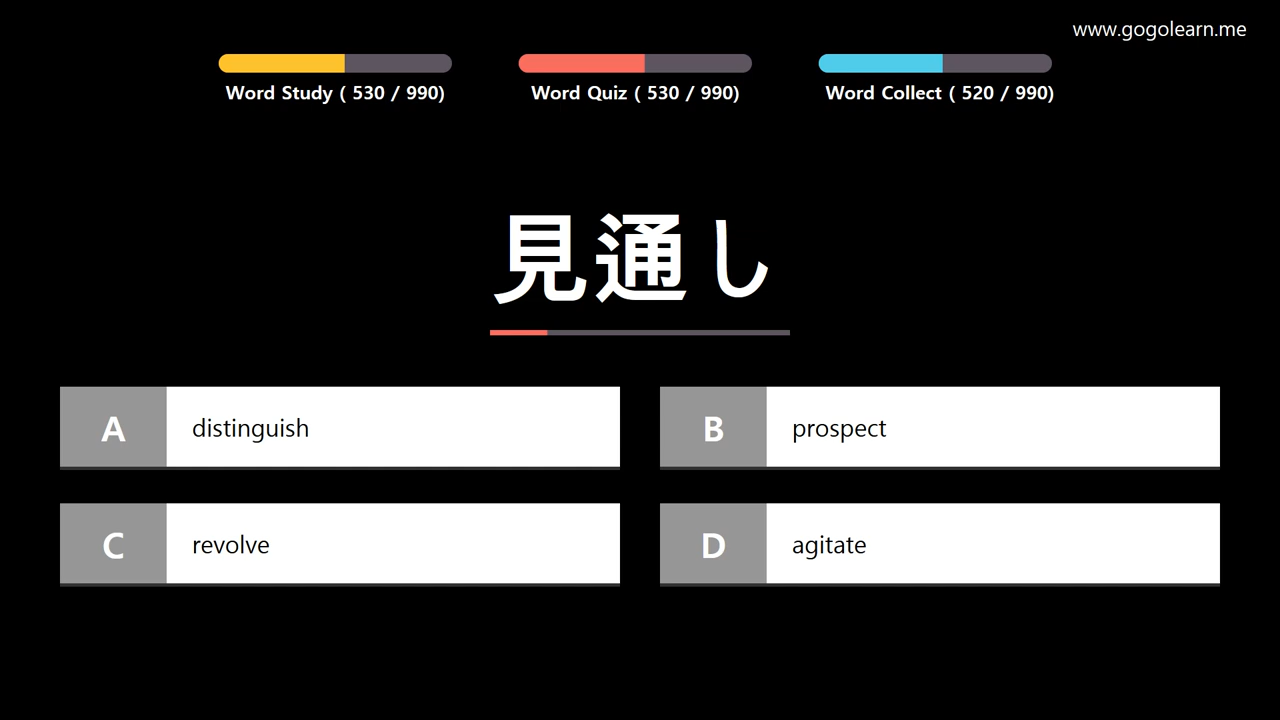 www.gogolearn.me
Word Study ( 530 / 990)
Word Quiz ( 530 / 990)
Word Collect ( 520 / 990)
見通し
A distinguish
B prospect
C revolve
D agitate